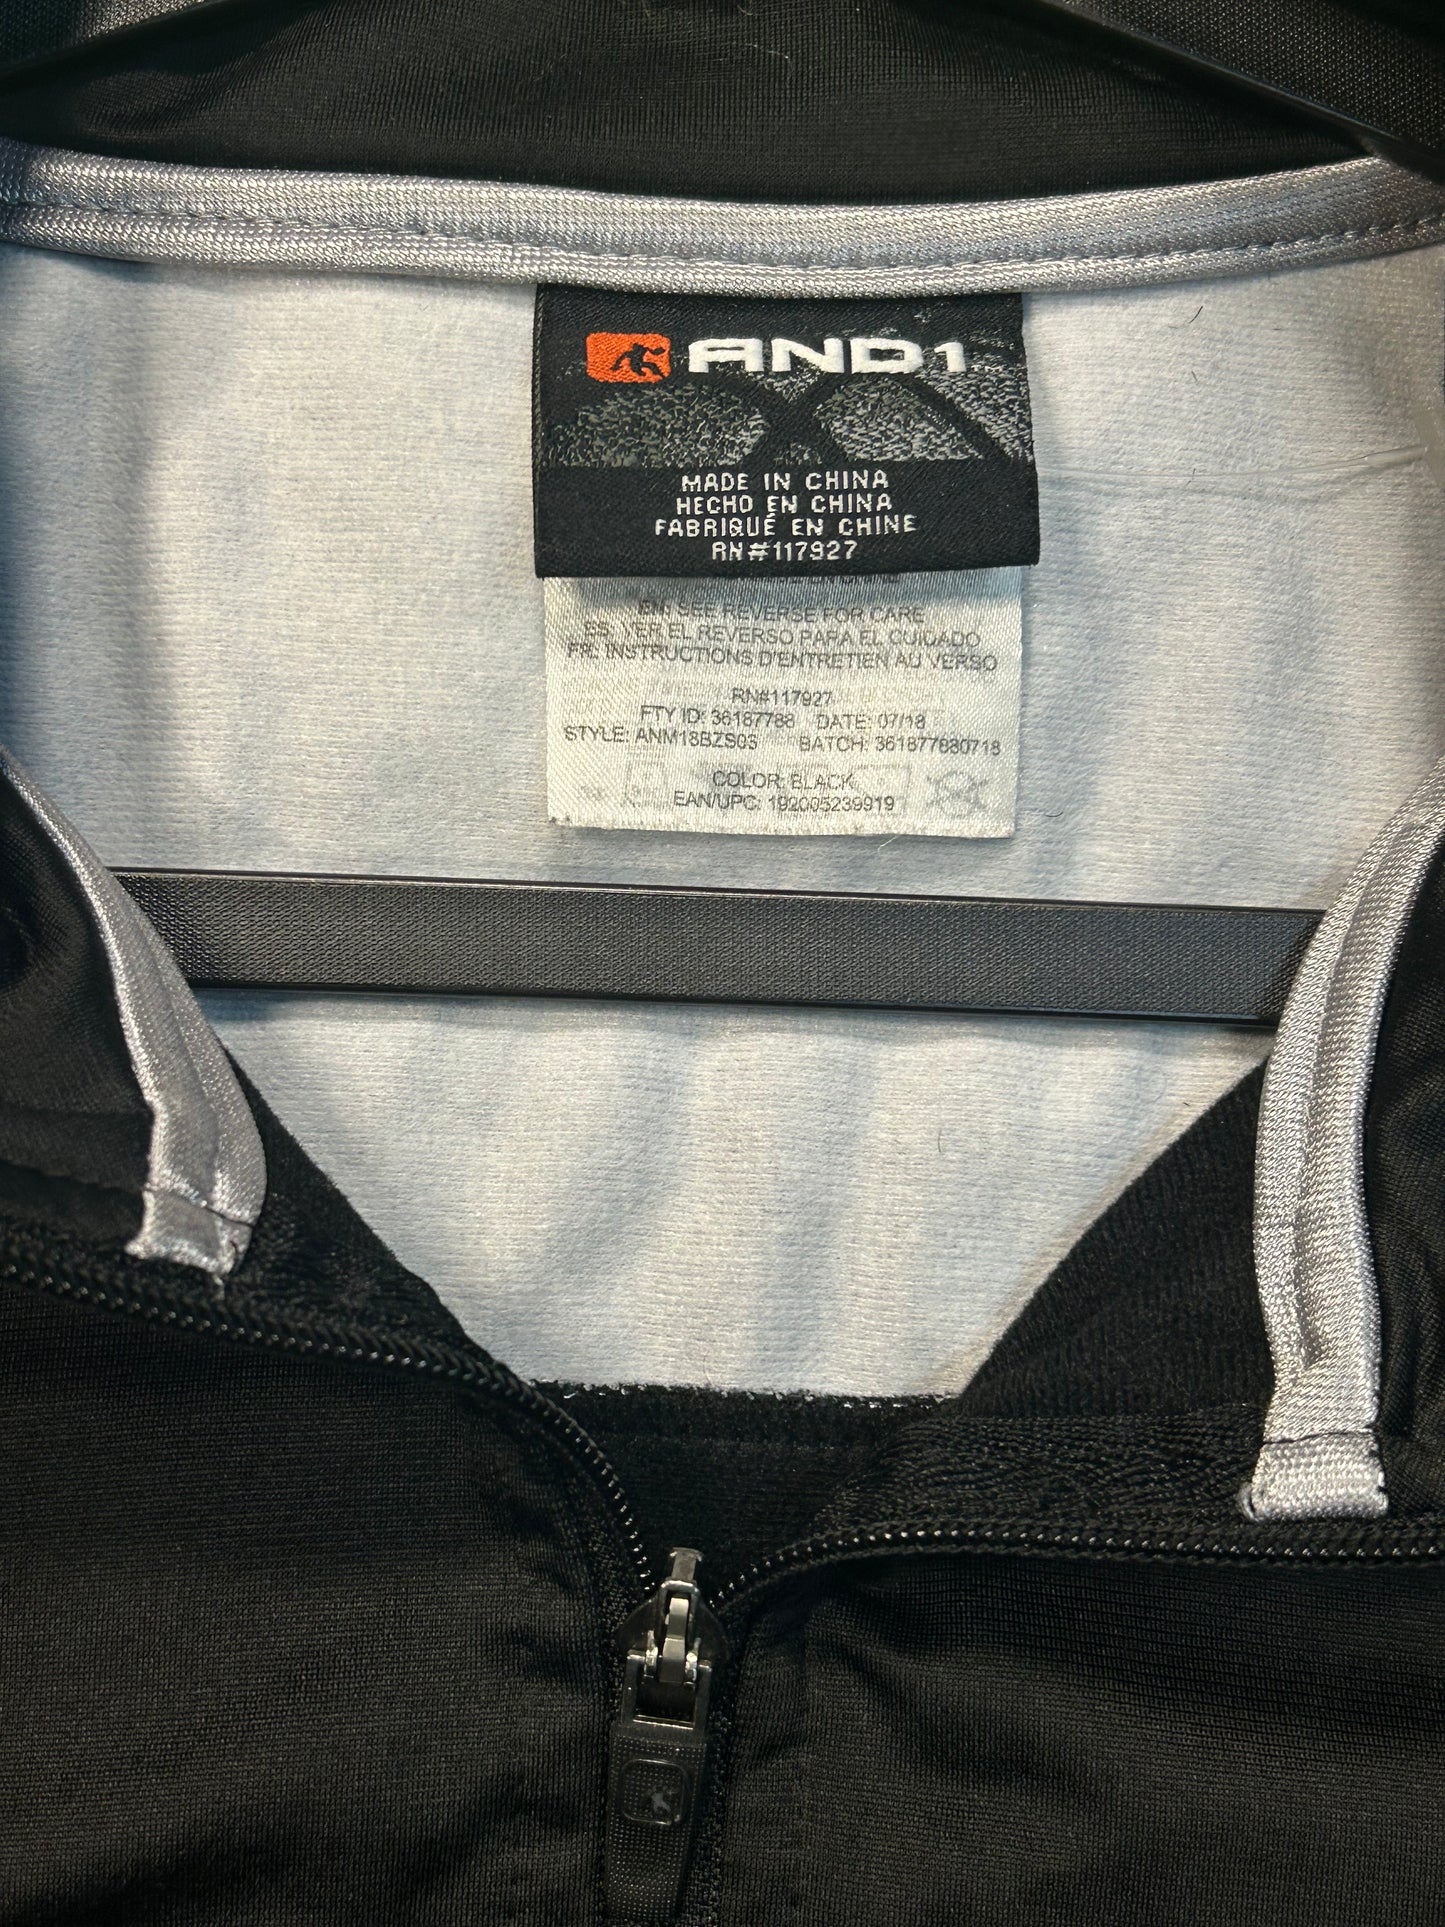 AND1
MADE IN CHINA
HECHO EN CHINA
FABRIQUÉ EN CHINE
RN#117927
EN: SEE REVERSE FOR CARE
ES: VER EL REVERSO PARA EL CUIDADO
FR: INSTRUCTIONS D'ENTRETIEN AU VERSO
RN#117927
FTY ID: 36187788 DATE: 07/18
STYLE: ANM18BZS03 BATCH: 361877880718
COLOR: BLACK
EAN/UPC: 192005239919